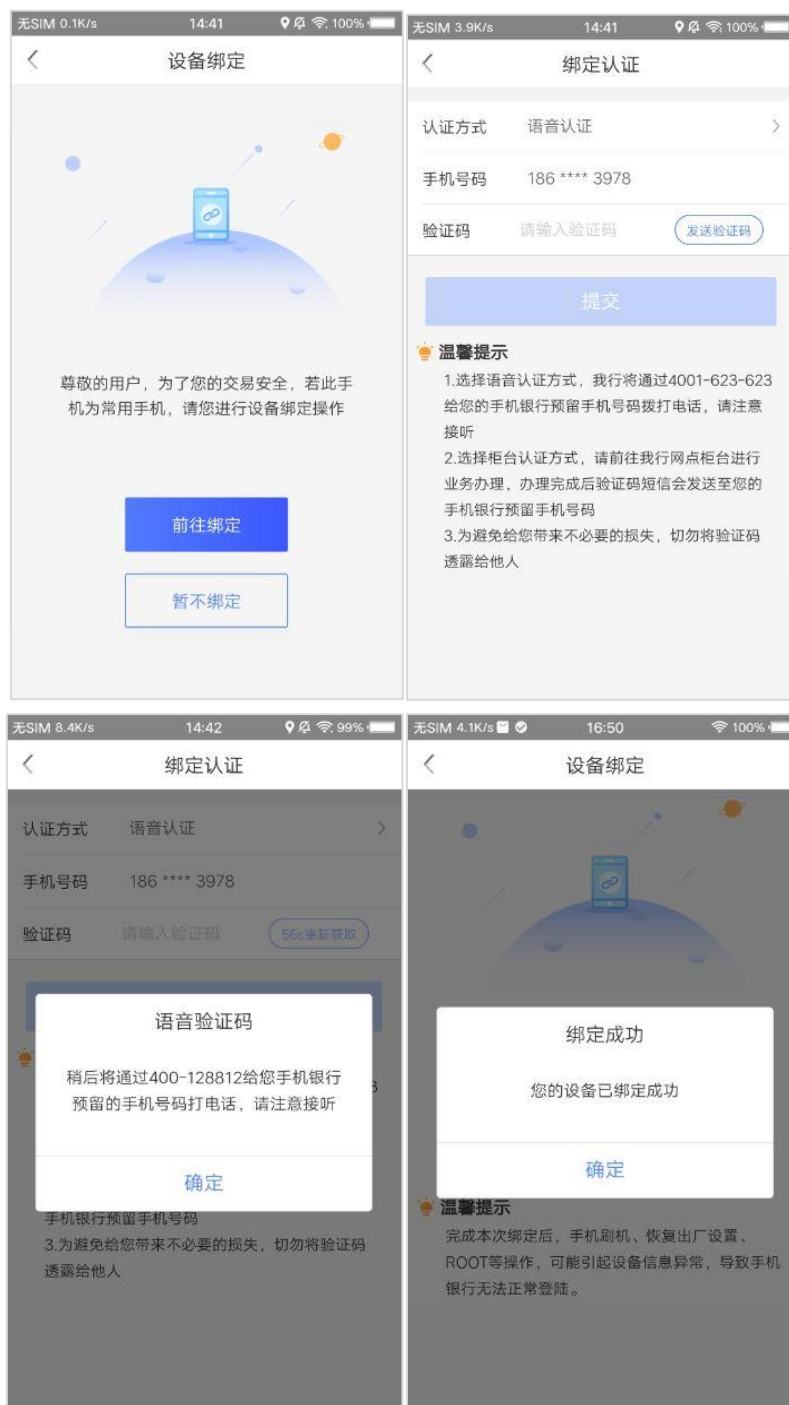 无SIM 0.1K/s 14:41 100%
设备绑定
尊敬的用户，为了您的交易安全，若此手
机为常用手机，请您进行设备绑定操作
前往绑定
暂不绑定
无SIM 3.9K/s 14:41 100%
绑定认证
认证方式 语音认证
手机号码 186 **** 3978
验证码 请输入验证码 发送验证码
提交
温馨提示
1.选择语音认证方式，我行将通过4001-623-623
给您的手机银行预留手机号码拨打电话，请注意
接听
2.选择柜台认证方式，请前往我行网点柜台进行
业务办理，办理完成后验证码短信会发送至您的
手机银行预留手机号码
3.为避免给您带来不必要的损失，切勿将验证码
透露给他人
无SIM 8.4K/s 14:42 99%
绑定认证
认证方式 语音认证
手机号码 186 **** 3978
验证码 请输入验证码 56s重新获取
语音验证码
稍后将通过400-128812给您手机银行
预留的手机号码打电话，请注意接听
3
确定
手机银行预留手机号码
3.为避免给您带来不必要的损失，切勿将验证码
透露给他人
无SIM 4.1K/s 16:50 100%
设备绑定
绑定成功
您的设备已绑定成功
确定
温馨提示
完成本次绑定后，手机刷机、恢复出厂设置、
ROOT等操作，可能引起设备信息异常，导致手机
银行无法正常登陆。